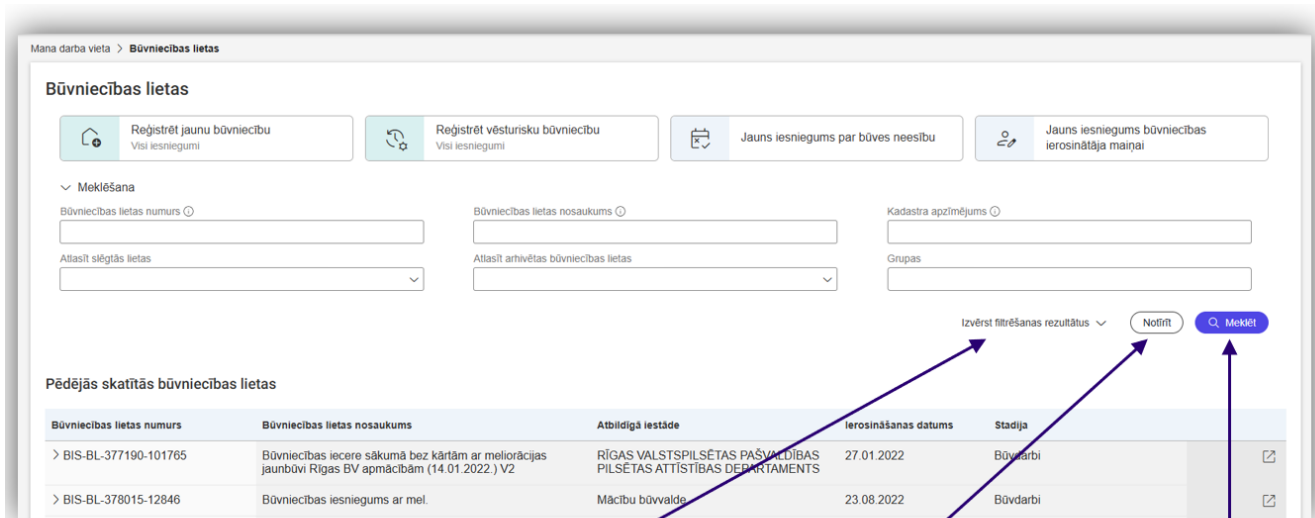 Mana darba vieta > Būvniecības lietas
Būvniecības lietas
Reģistrēt jaunu būvniecību
Visi iesniegumi
Reģistrēt vēsturisku būvniecību
Visi iesniegumi
Jauns iesniegums par būves neesību
Jauns iesniegums būvniecības
ierosinātāja maiņai
Meklēšana
Būvniecības lietas numurs
Būvniecības lietas nosaukums
Kadastra apzīmējums
Atlasīt slēgtās lietas
Atlasīt arhivētas būvniecības lietas
Grupas
Izvērst filtrēšanas rezultātus
Notīrīt
Meklēt
Pēdējās skatītās būvniecības lietas
Būvniecības lietas numurs Būvniecības lietas nosaukums Atbildīgā iestāde Ierosināšanas datums Stadija
> BIS-BL-377190-101765
Būvniecības iecere sākumā bez kārtām ar meliorācijas
jaunbūvi Rīgas BV apmācībām (14.01.2022.) V2
RĪGAS VALSTSPILSĒTAS PAŠVALDĪBAS
PILSĒTAS ATTĪSTĪBAS DEPARTAMENTS
27.01.2022
Būvdarbi
> BIS-BL-378015-12846
Būvniecības iesniegums ar mel.
Mācību būvvalde
23.08.2022
Būvdarbi